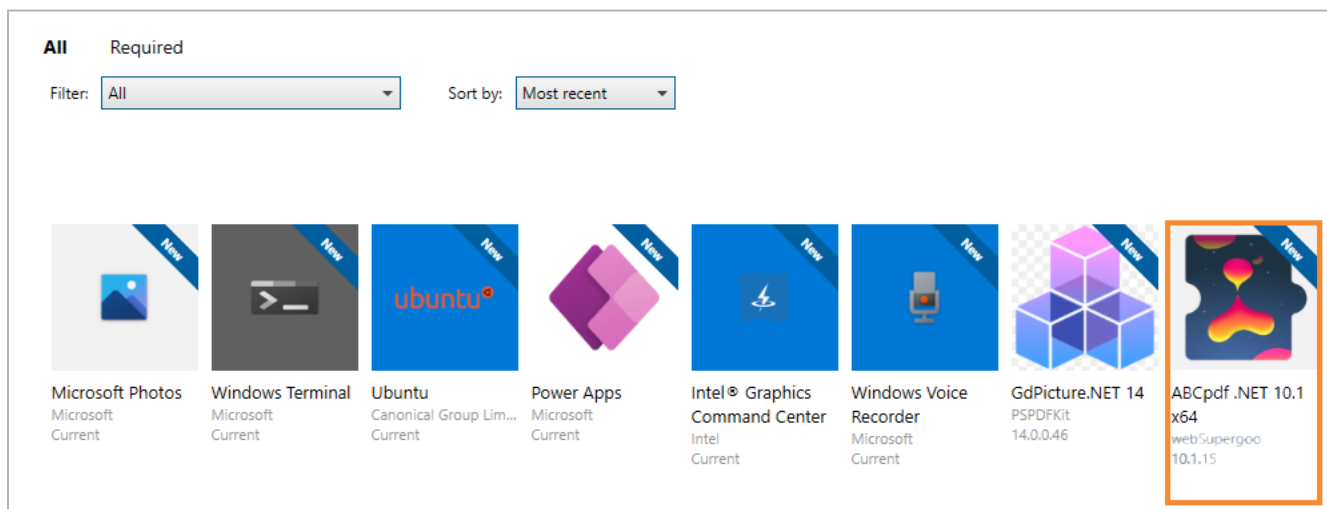 All Required
Filter: All Sort by: Most recent
New New New New New New New New
ubuntu
Microsoft Photos
Microsoft
Current
Windows Terminal
Microsoft
Current
Ubuntu
Canonical Group Lim...
Current
Power Apps
Microsoft
Current
Intel® Graphics
Command Center
Intel
Current
Windows Voice
Recorder
Microsoft
Current
GdPicture.NET 14
PSPDFKit
14.0.0.46
ABCpdf .NET 10.1
x64
webSupergoo
10.1.15